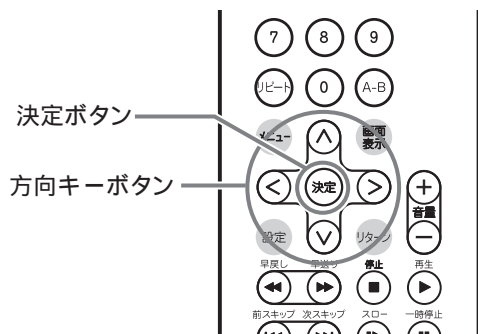 7 8 9
リピート 0 A-B
決定ボタン
メニュー 画面表示
方向キーボタン
決定
音量
設定 リターン
早戻し 早送り 停止 再生
前スキップ 次スキップ スロー 一時停止